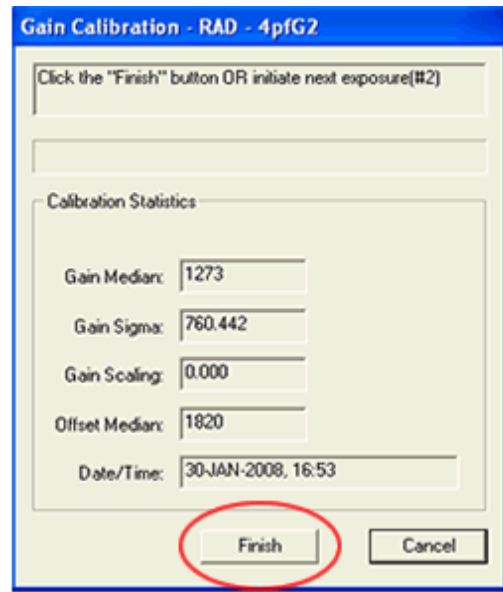 Gain Calibration - RAD - 4pfG2
Click the "Finish" button OR initiate next exposure(#2)
Calibration Statistics
Gain Median: 1273
Gain Sigma: 760.442
Gain Scaling: 0.000
Offset Median: 1820
Date/Time: 30-JAN-2008, 16:53
Finish Cancel